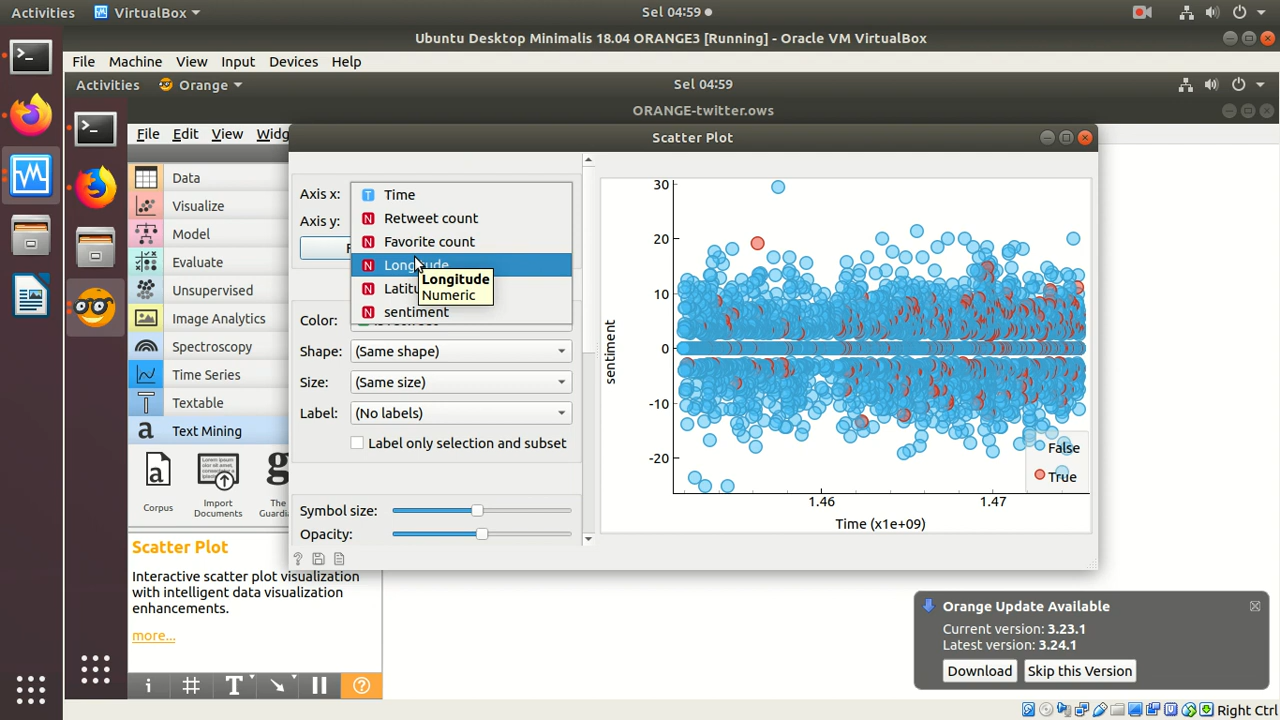 Activities VirtualBox Sel 04:59
Ubuntu Desktop Minimalis 18.04 ORANGE3 [Running] - Oracle VM VirtualBox
File Machine View Input Devices Help
Activities Orange Sel 04:59
ORANGE-twitter.ows
File Edit View Widg
Scatter Plot
Data
Visualize
Model
Evaluate
Unsupervised
Image Analytics
Spectroscopy
Time Series
Textable
Text Mining
Corpus
Import Documents
The Guardia
Scatter Plot
Interactive scatter plot visualization
with intelligent data visualization
enhancements.
more...
Axis x:
Axis y:
Time
Retweet count
Favorite count
Longitude
Latitu
sentiment
Longitude
Numeric
Color:
Shape: (Same shape)
Size: (Same size)
Label: (No labels)
Label only selection and subset
Symbol size:
Opacity:
30
20
10
0
-10
-20
sentiment
1.46 1.47
Time (x1e+09)
False
True
Orange Update Available
Current version: 3.23.1
Latest version: 3.24.1
Download Skip this Version
Right Ctrl